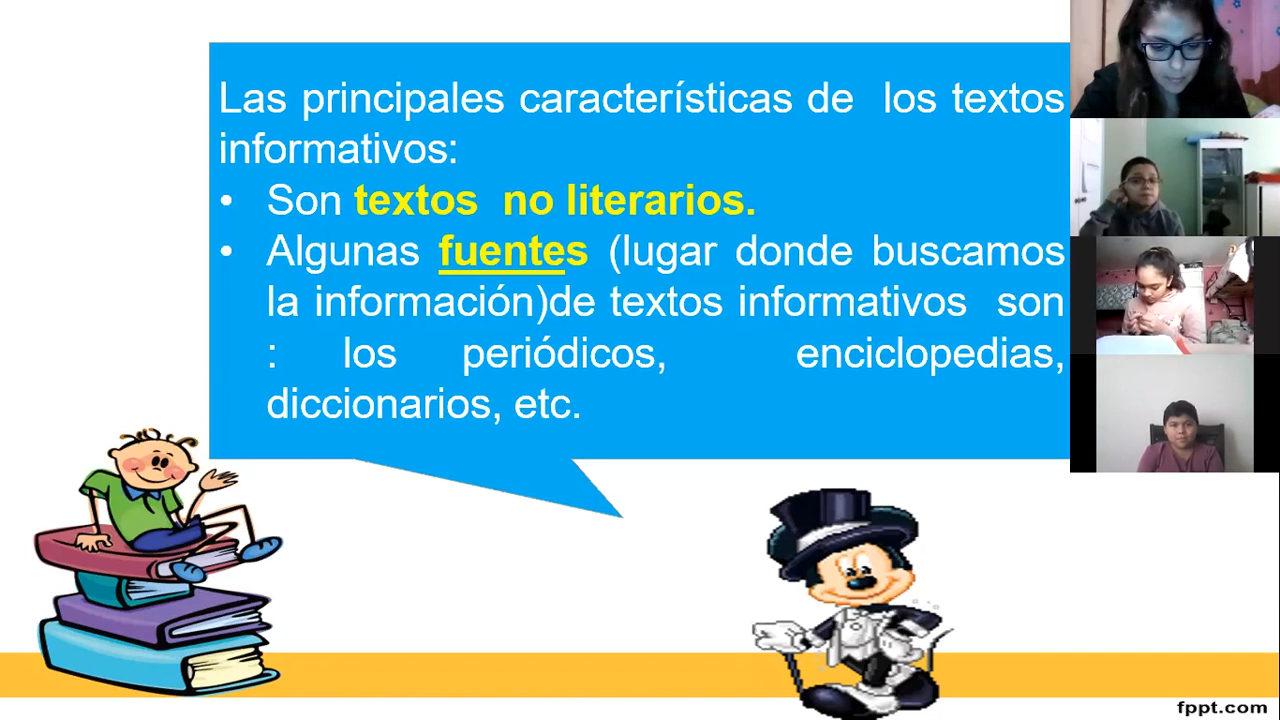 Las principales características de los textos
informativos:
• Son textos no literarios.
• Algunas fuentes (lugar donde buscamos
la información)de textos informativos son
: los periódicos, enciclopedias,
diccionarios, etc.
fppt.com